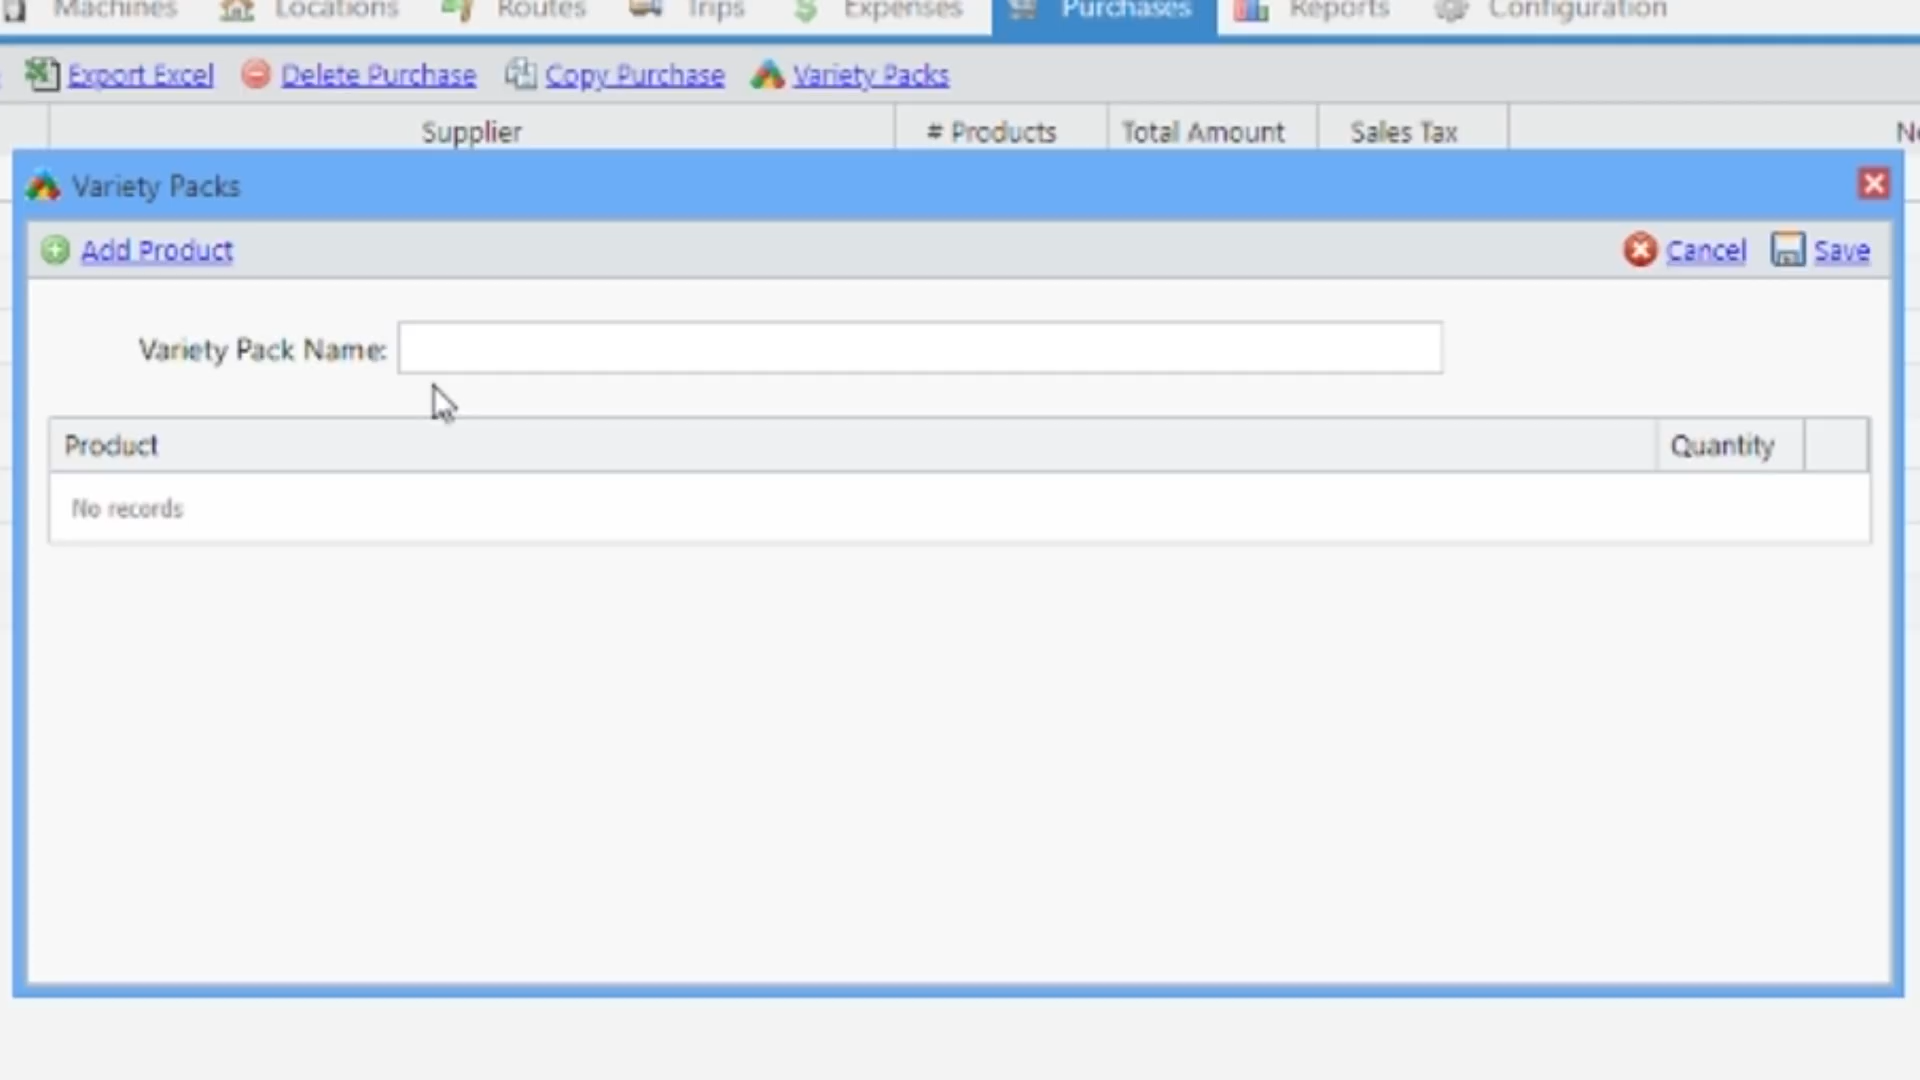 Machines Locations Routes Trips Expenses Purchases Reports Configuration
Export Excel Delete Purchase Copy Purchase Variety Packs
Supplier # Products Total Amount Sales Tax
Variety Packs
Add Product Cancel Save
Variety Pack Name:
Product Quantity
No records